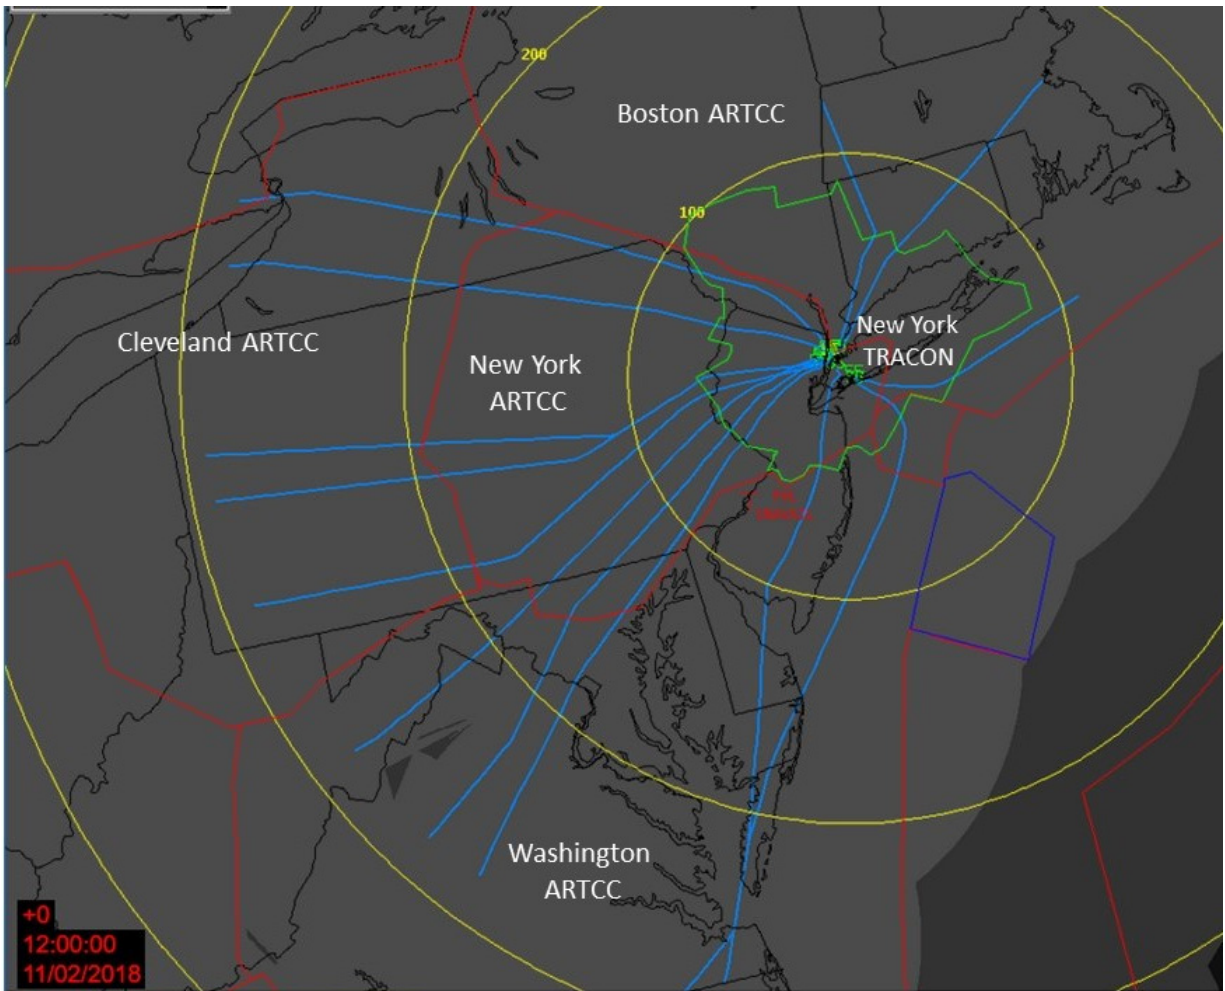 200
Boston ARTCC
100
New York
TRACON
Cleveland ARTCC
New York
ARTCC
Washington
ARTCC
+0
12:00:00
11/02/2018